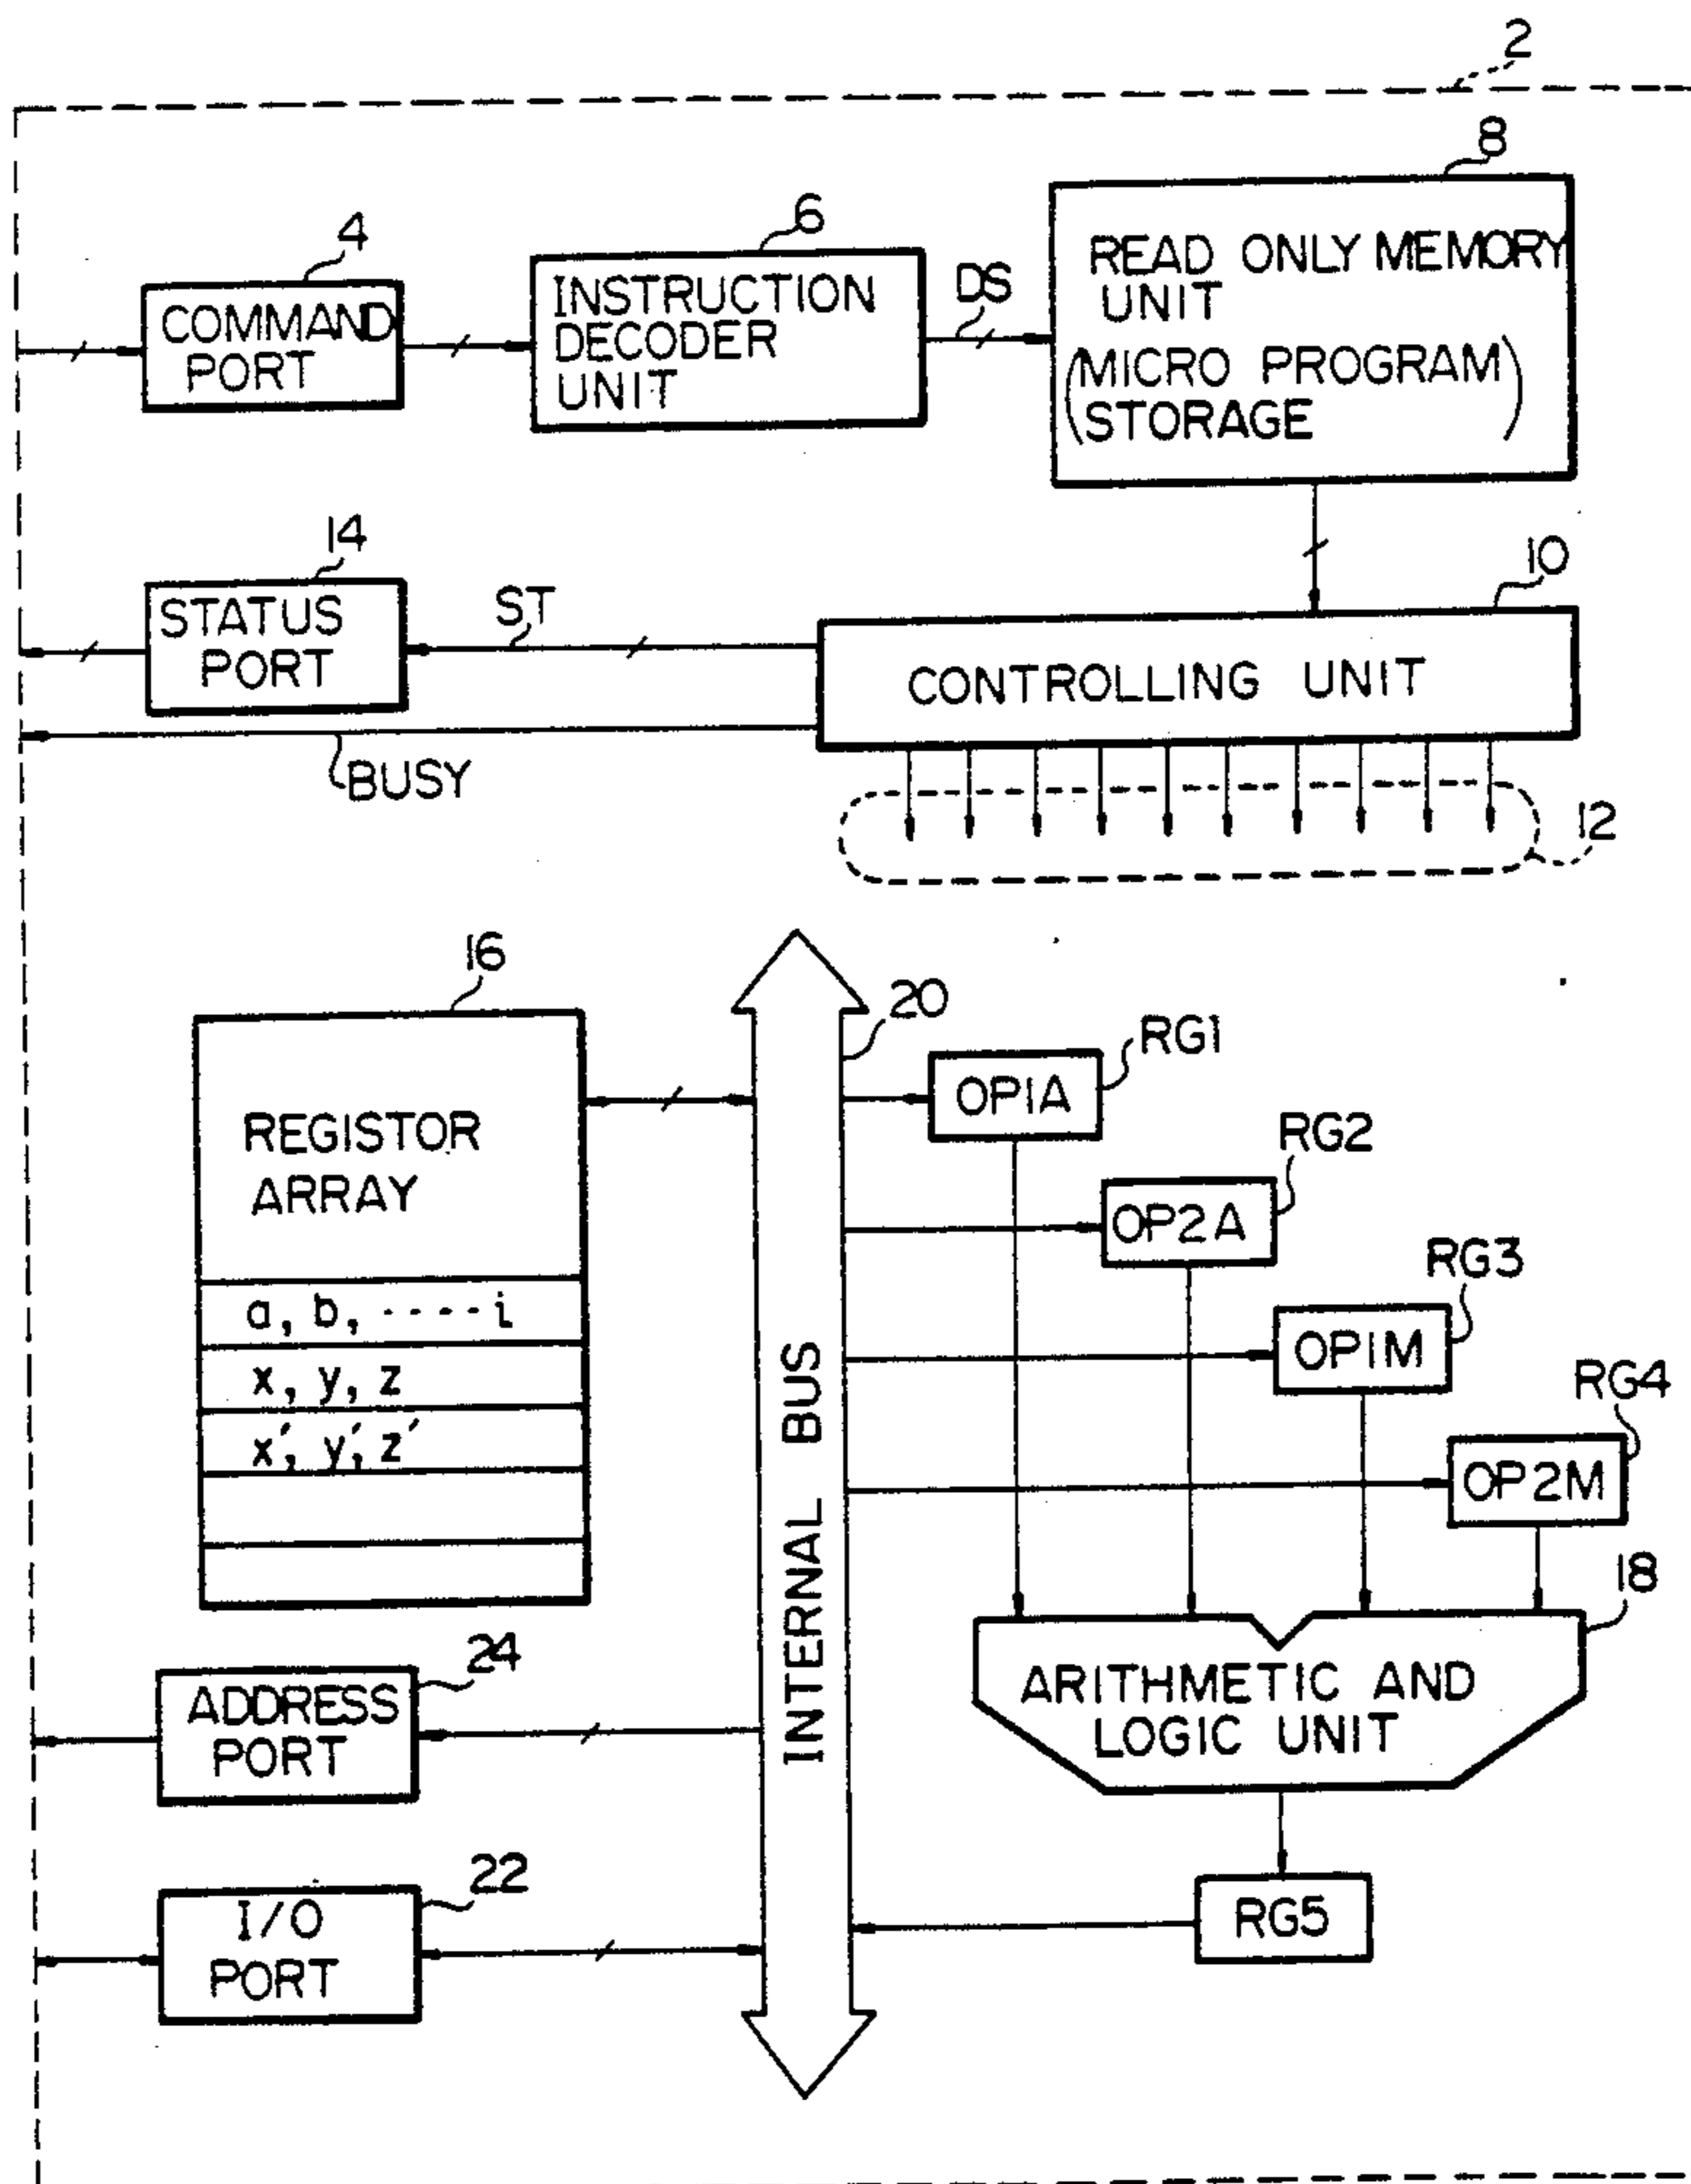 2
8
READ ONLY MEMORY
UNIT
(MICRO PROGRAM
STORAGE)
4
COMMAND
PORT
6
INSTRUCTION
DECODER
UNIT
DS
14
STATUS
PORT
ST
10
CONTROLLING UNIT
BUSY
12
16
REGISTOR
ARRAY
a, b, ----i
x, y, z
x', y', z'
20
INTERNAL BUS
OP1A
RG1
OP2A
RG2
OP1M
RG3
OP2M
RG4
18
ARITHMETIC AND
LOGIC UNIT
24
ADDRESS
PORT
22
I/O
PORT
RG5